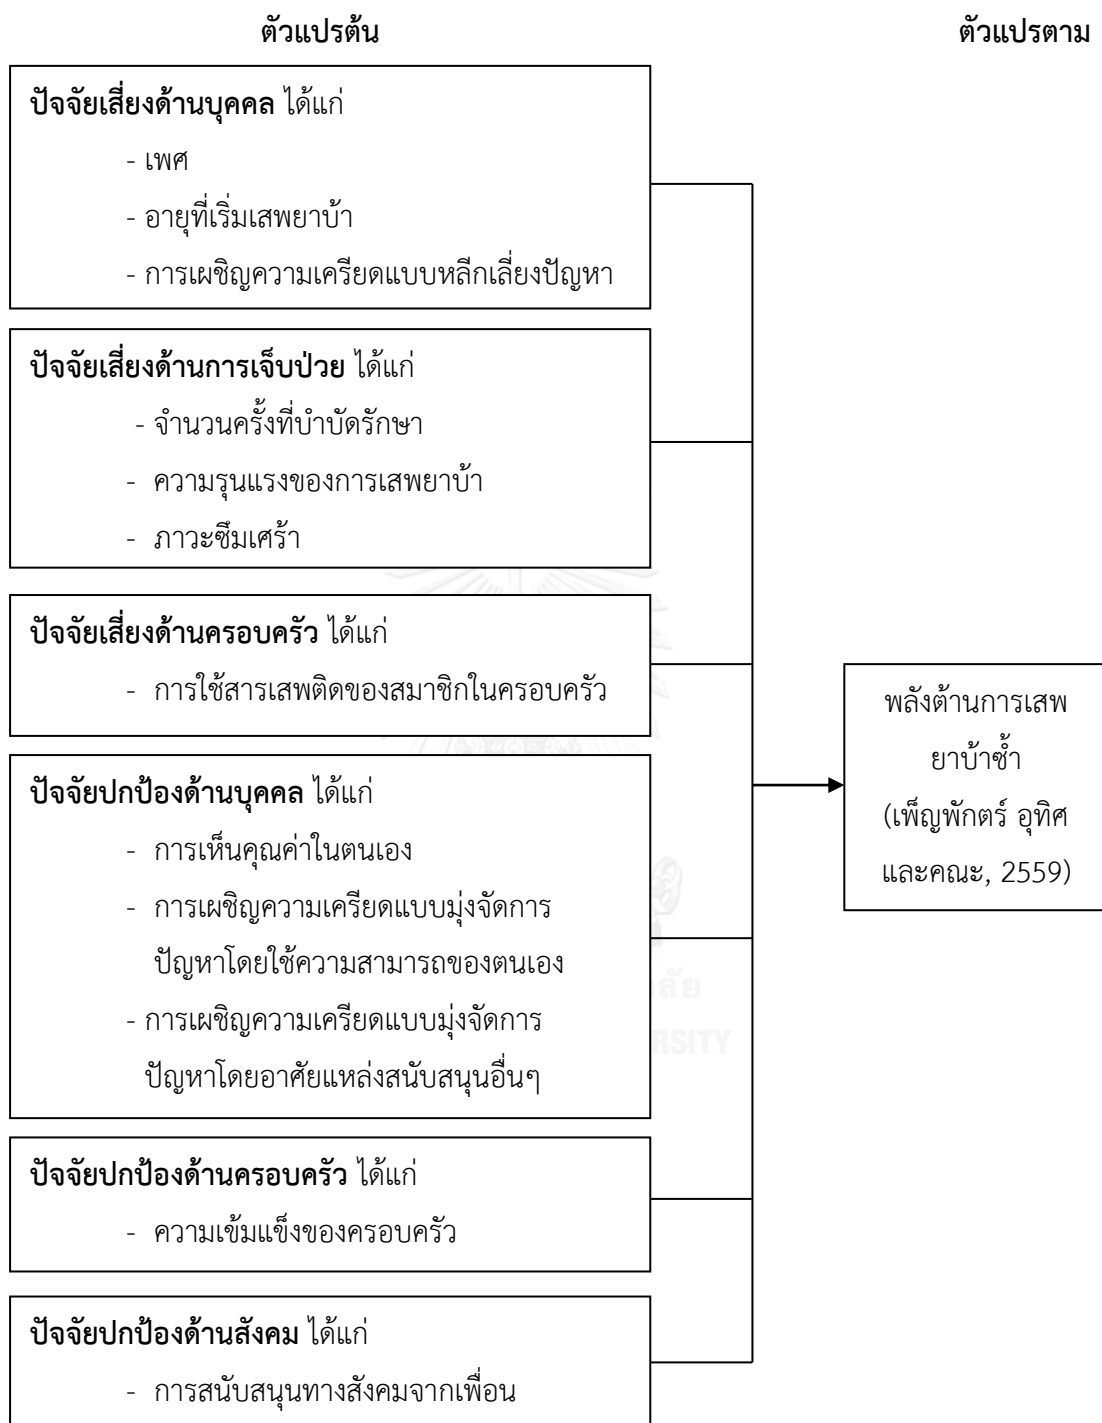 ตัวแปรต้น
ตัวแปรตาม
ปัจจัยเสี่ยงด้านบุคคล ได้แก่
- เพศ
- อายุที่เริ่มเสพยาบ้า
- การเผชิญความเครียดแบบหลีกเลี่ยงปัญหา
ปัจจัยเสี่ยงด้านการเจ็บป่วย ได้แก่
- จำนวนครั้งที่บำบัดรักษา
- ความรุนแรงของการเสพยาบ้า
- ภาวะซึมเศร้า
ปัจจัยเสี่ยงด้านครอบครัว ได้แก่
- การใช้สารเสพติดของสมาชิกในครอบครัว
ปัจจัยปกป้องด้านบุคคล ได้แก่
- การเห็นคุณค่าในตนเอง
- การเผชิญความเครียดแบบมุ่งจัดการ
ปัญหาโดยใช้ความสามารถของตนเอง
- การเผชิญความเครียดแบบมุ่งจัดการ
ปัญหาโดยอาศัยแหล่งสนับสนุนอื่นๆ
ปัจจัยปกป้องด้านครอบครัว ได้แก่
- ความเข้มแข็งของครอบครัว
ปัจจัยปกป้องด้านสังคม ได้แก่
- การสนับสนุนทางสังคมจากเพื่อน
พลังต้านการเสพ
ยาบ้าซ้ำ
(เพ็ญพักตร์ อุทิศ
และคณะ, 2559)
ลัย
RSITY